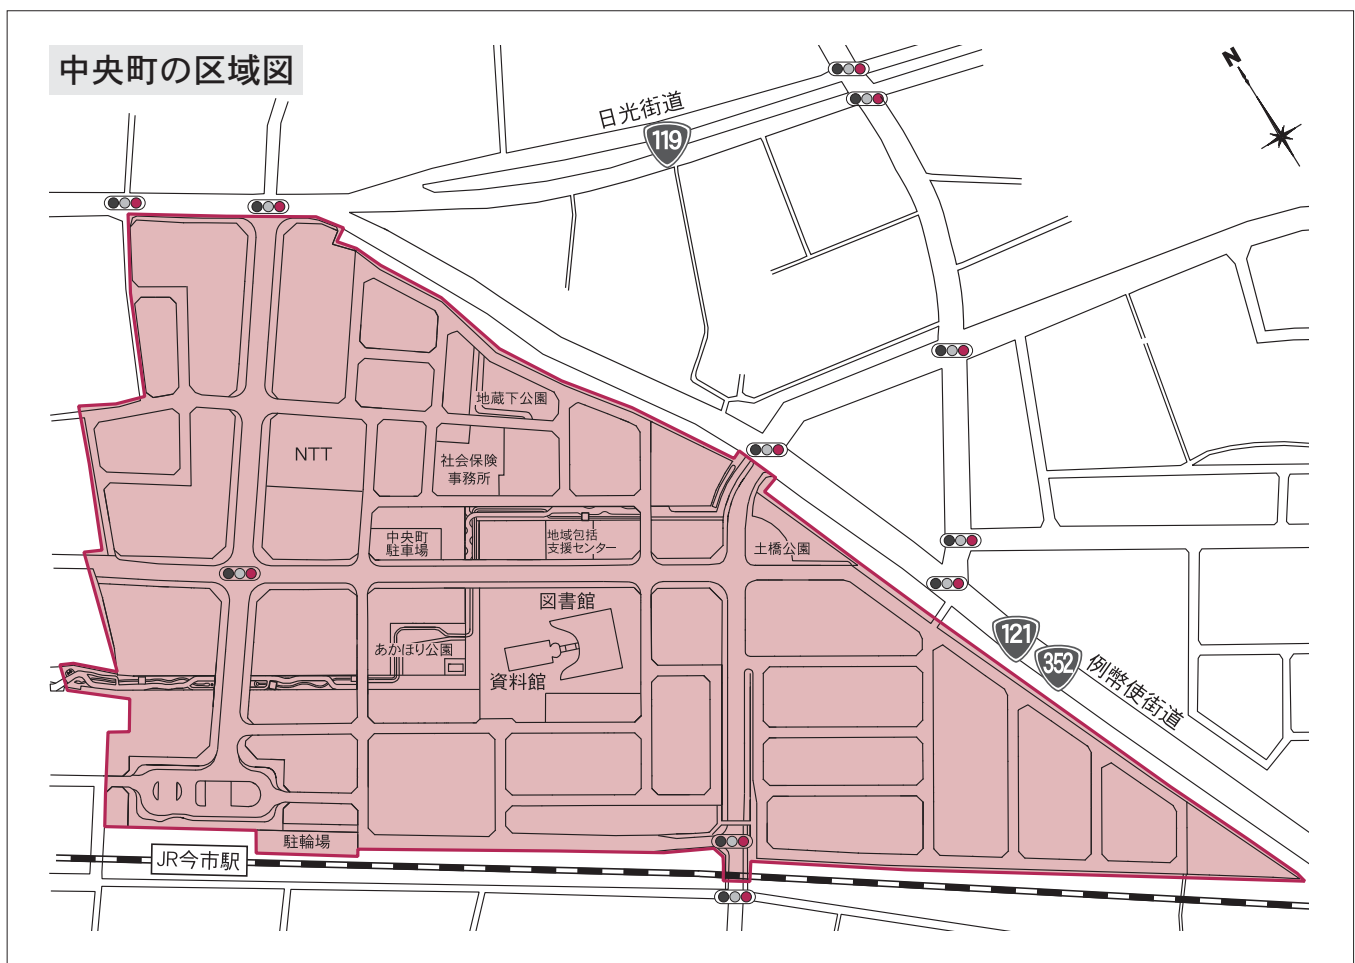 中央町の区域図
N
日光街道
119
地蔵下公園
NTT
社会保険
事務所
中央町
駐車場
地域包括
支援センター
土橋公園
図書館
あかほり公園
資料館
121
352
例幣使街道
駐輪場
JR今市駅